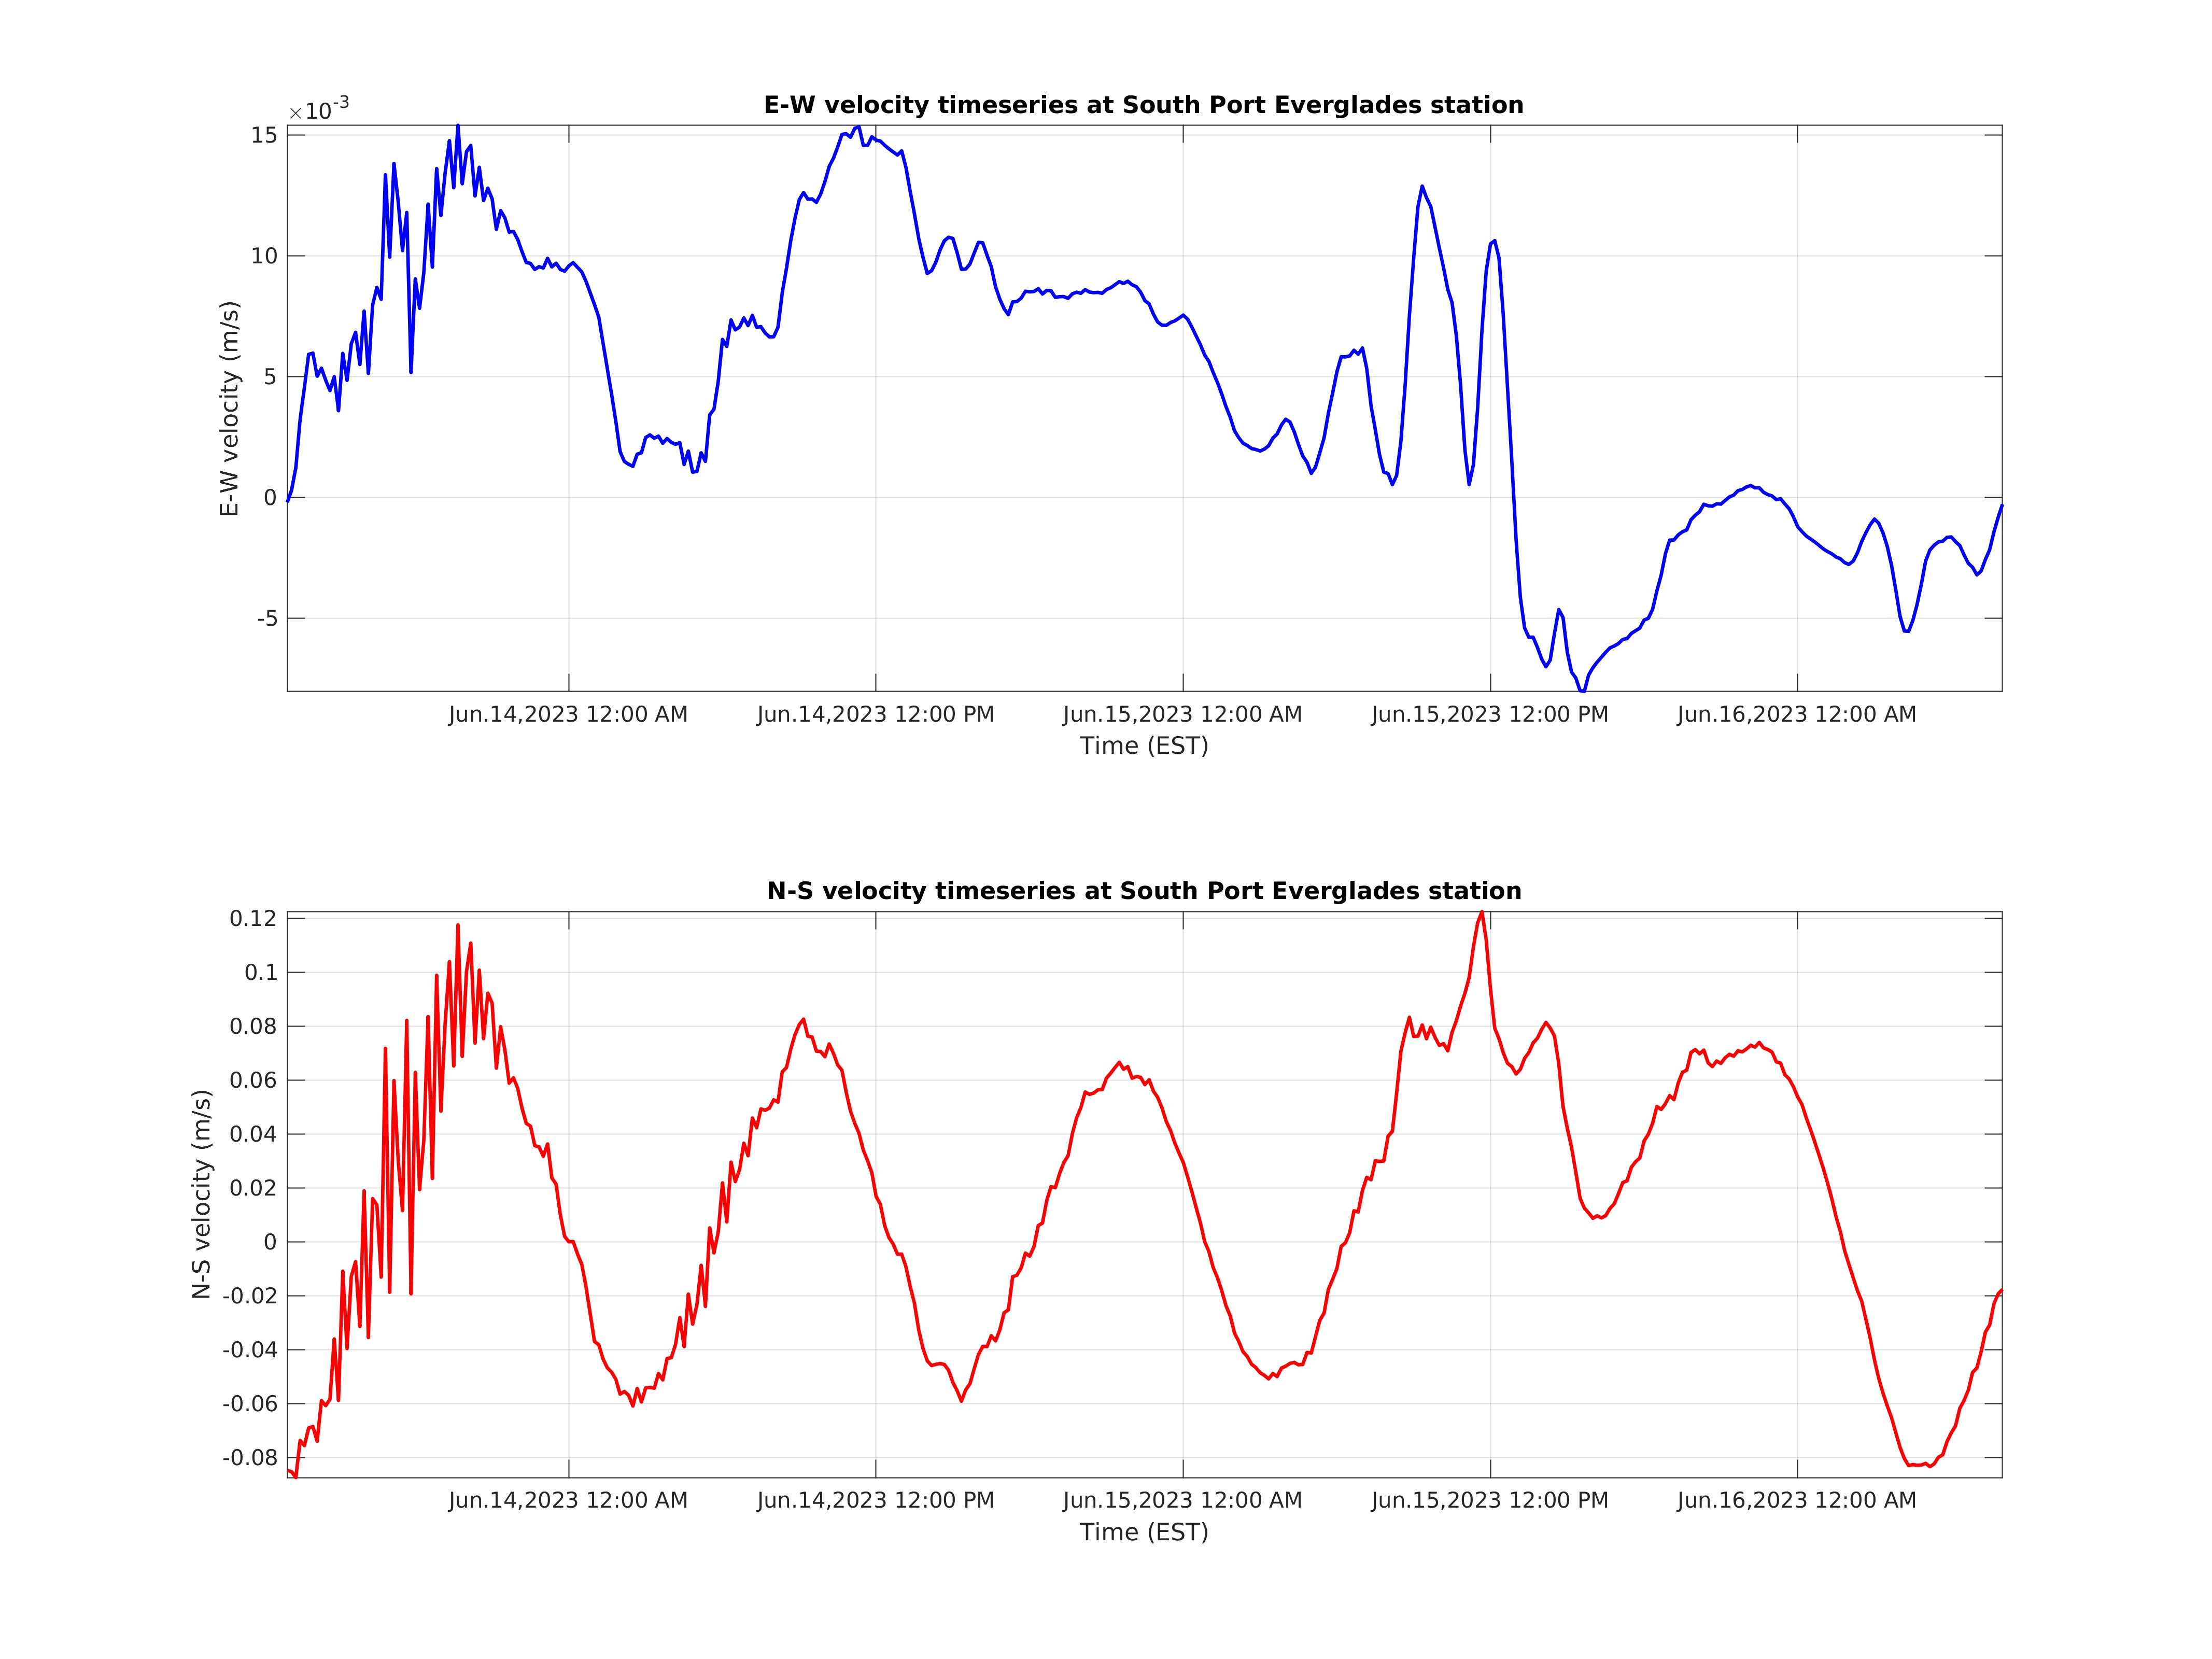 E-W velocity timeseries at South Port Everglades station
×10-3
15
10
5
0
-5
E-W velocity (m/s)
Jun.14,2023 12:00 AM Jun.14,2023 12:00 PM Jun.15,2023 12:00 AM Jun.15,2023 12:00 PM Jun.16,2023 12:00 AM
Time (EST)
N-S velocity timeseries at South Port Everglades station
0.12
0.1
0.08
0.06
0.04
0.02
0
-0.02
-0.04
-0.06
-0.08
N-S velocity (m/s)
Jun.14,2023 12:00 AM Jun.14,2023 12:00 PM Jun.15,2023 12:00 AM Jun.15,2023 12:00 PM Jun.16,2023 12:00 AM
Time (EST)